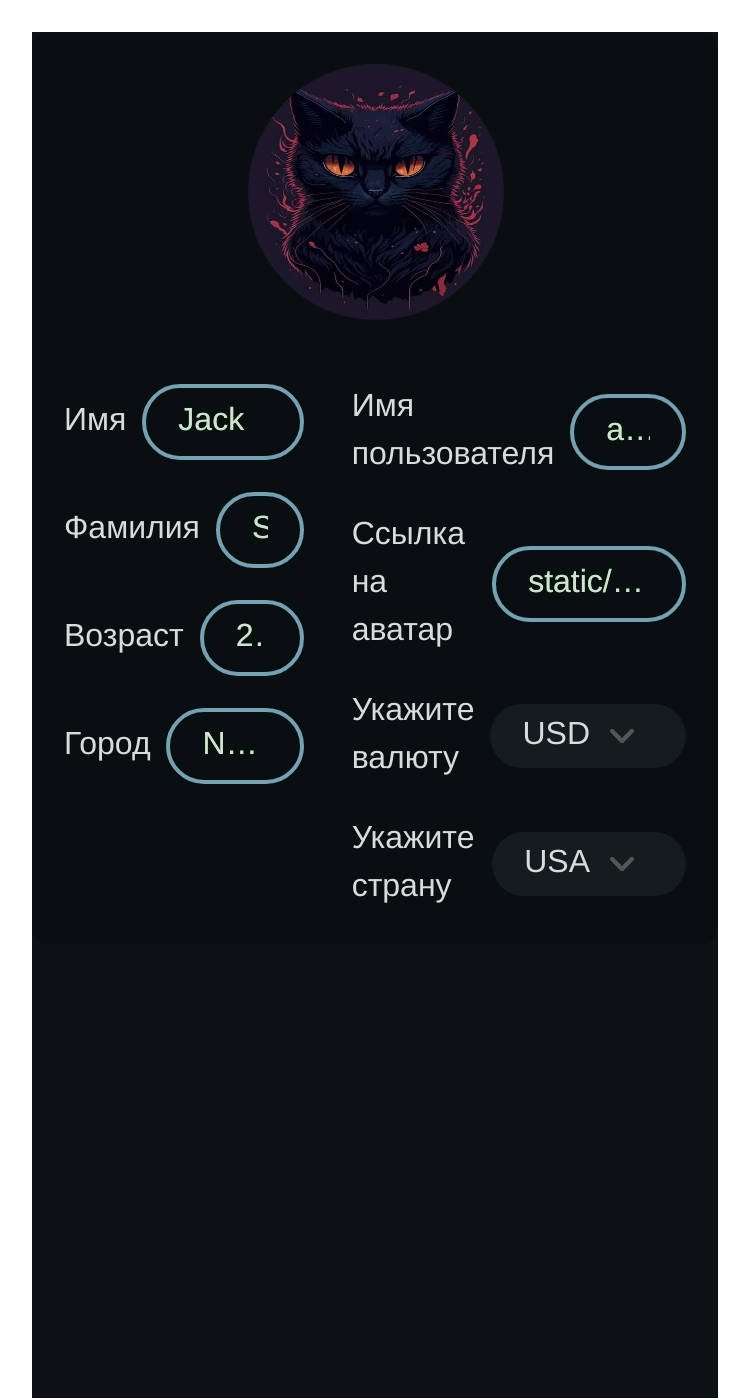 Имя
Jack
Фамилия
S
Возраст
2.
Город
N...
Имя
пользователя
a...
Ссылка
на
аватар
static/...
Укажите
валюту
USD
Укажите
страну
USA